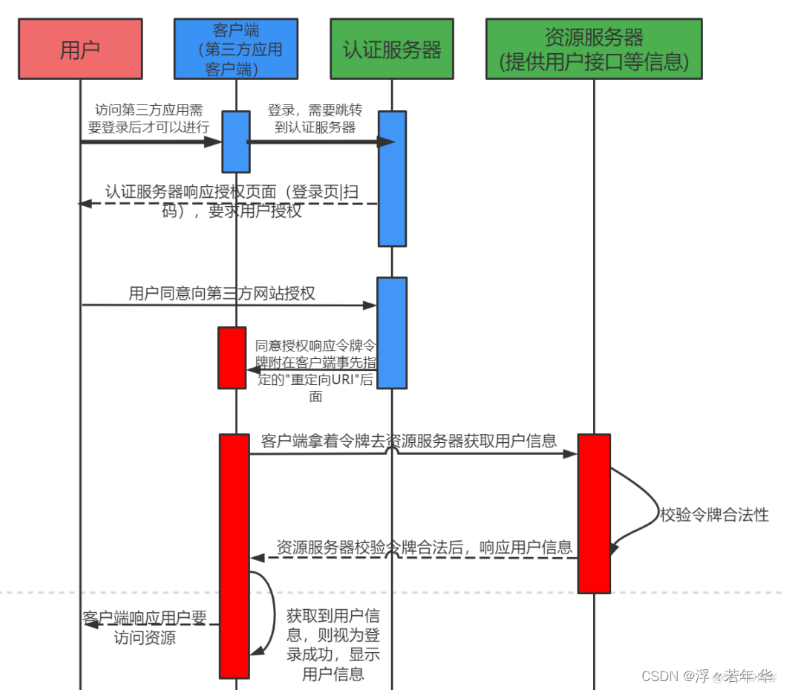 用户
客户端
（第三方应用
客户端）
认证服务器
资源服务器
(提供用户接口等信息)
访问第三方应用需
要登录后才可以进行
登录，需要跳转
到认证服务器
认证服务器响应授权页面（登录页|扫
码），要求用户授权
用户同意向第三方网站授权
同意授权响应令牌令
牌附在客户端事先指
定的"重定向URI"后
面
客户端拿着令牌去资源服务器获取用户信息
校验令牌合法性
资源服务器校验令牌合法后，响应用户信息
客户端响应用户要
访问资源
获取到用户信
息，则视为登
录成功，显示
用户信息
CSDN @浮々若年 华